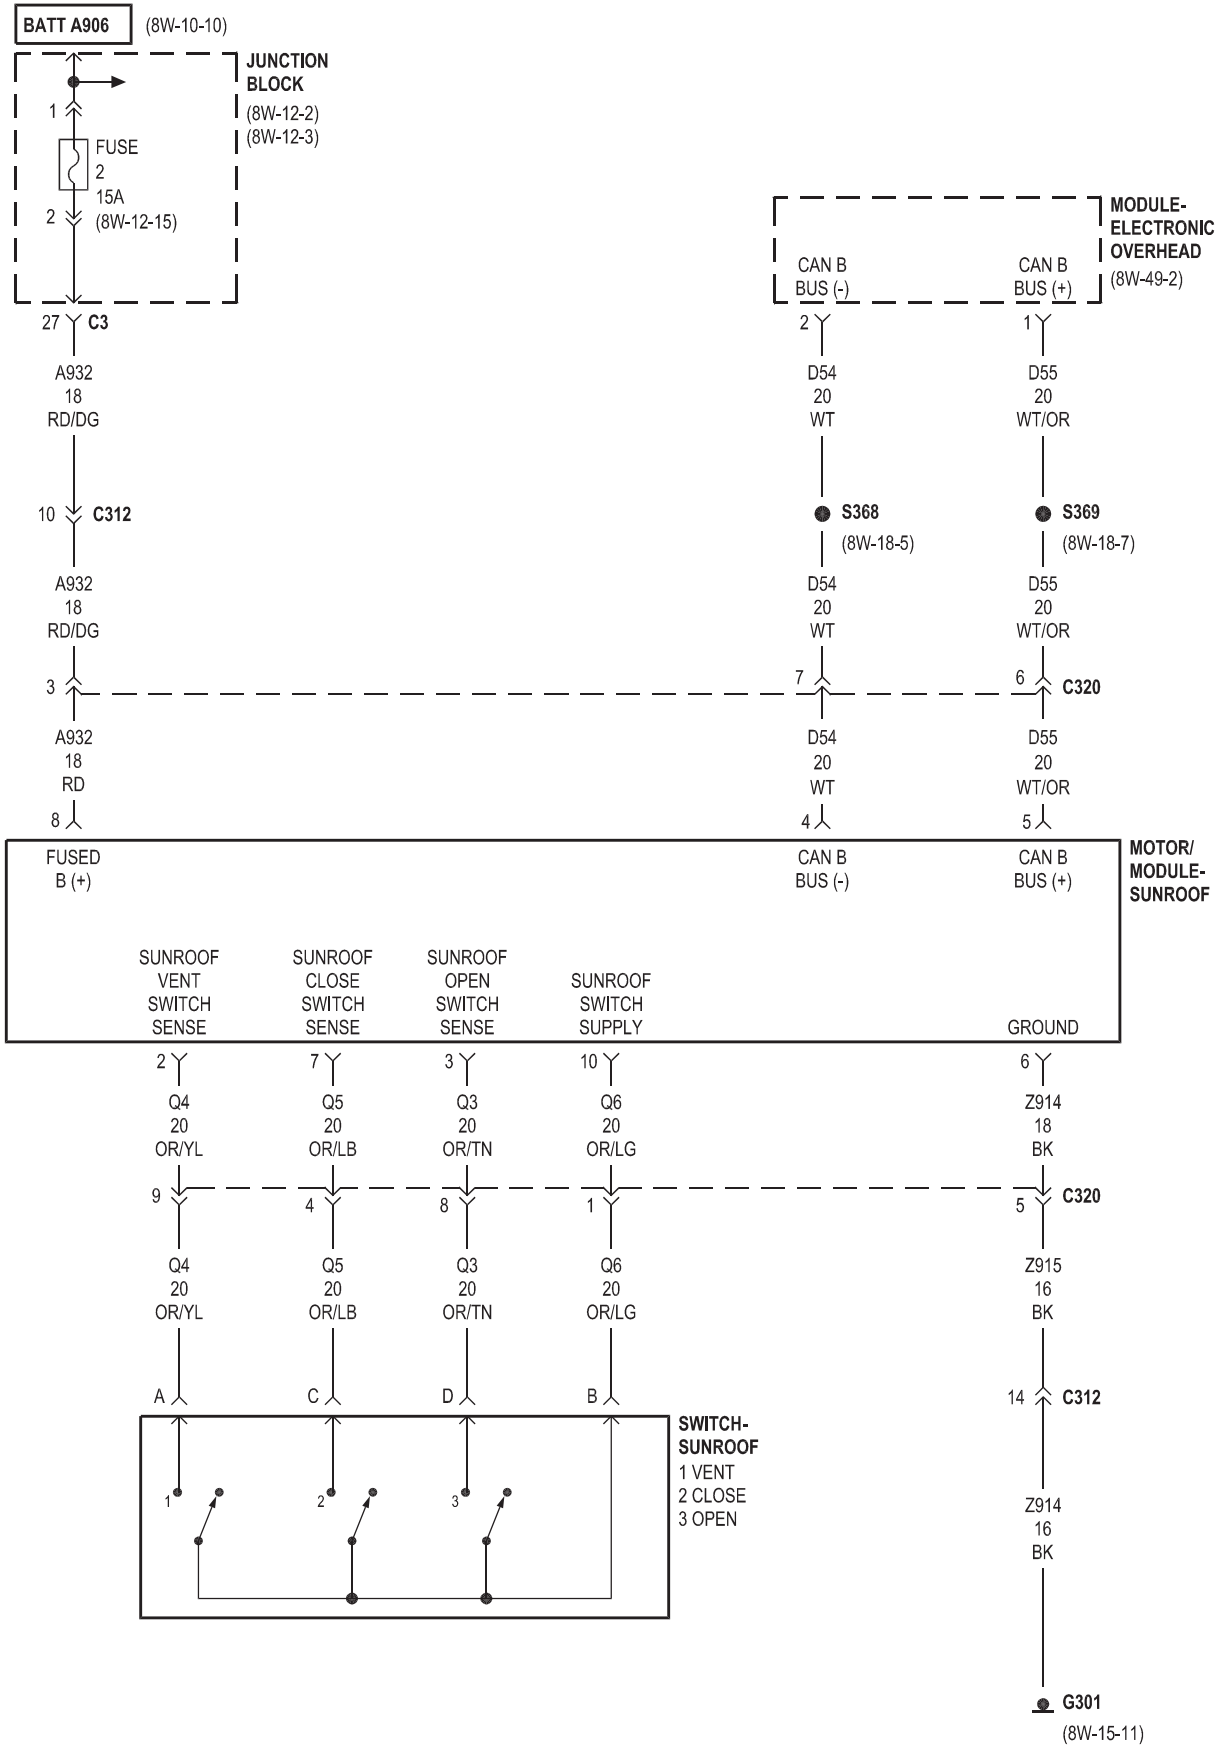 BATT A906 (8W-10-10)
JUNCTION
BLOCK
(8W-12-2)
(8W-12-3)
1
FUSE
2
15A
(8W-12-15)
2
MODULE-
ELECTRONIC
OVERHEAD
(8W-49-2)
CAN B
BUS (-)
CAN B
BUS (+)
27 C3
2
1
A932
18
RD/DG
D54
20
WT
D55
20
WT/OR
10 C312
S368
(8W-18-5)
S369
(8W-18-7)
A932
18
RD/DG
D54
20
WT
D55
20
WT/OR
3
7
6
C320
A932
18
RD
D54
20
WT
D55
20
WT/OR
8
4
5
FUSED
B (+)
CAN B
BUS (-)
CAN B
BUS (+)
MOTOR/
MODULE-
SUNROOF
SUNROOF
VENT
SWITCH
SENSE
SUNROOF
CLOSE
SWITCH
SENSE
SUNROOF
OPEN
SWITCH
SENSE
SUNROOF
SWITCH
SUPPLY
GROUND
2
7
3
10
6
Q4
20
OR/YL
Q5
20
OR/LB
Q3
20
OR/TN
Q6
20
OR/LG
Z914
18
BK
9
4
8
1
5
C320
Q4
20
OR/YL
Q5
20
OR/LB
Q3
20
OR/TN
Q6
20
OR/LG
Z915
16
BK
A
C
D
B
14 C312
SWITCH-
SUNROOF
1 VENT
2 CLOSE
3 OPEN
1
2
3
Z914
16
BK
G301
(8W-15-11)